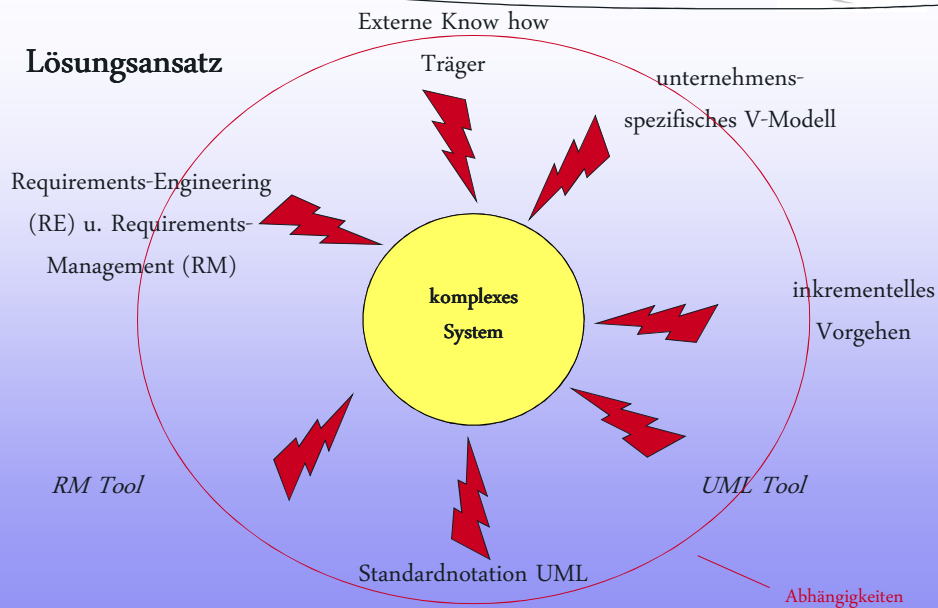 Externe Know how
Träger
Lösungsansatz
unternehmens-
spezifisches V-Modell
Requirements-Engineering
(RE) u. Requirements-
Management (RM)
komplexes
System
inkrementelles
Vorgehen
RM Tool
UML Tool
Standardnotation UML
Abhängigkeiten